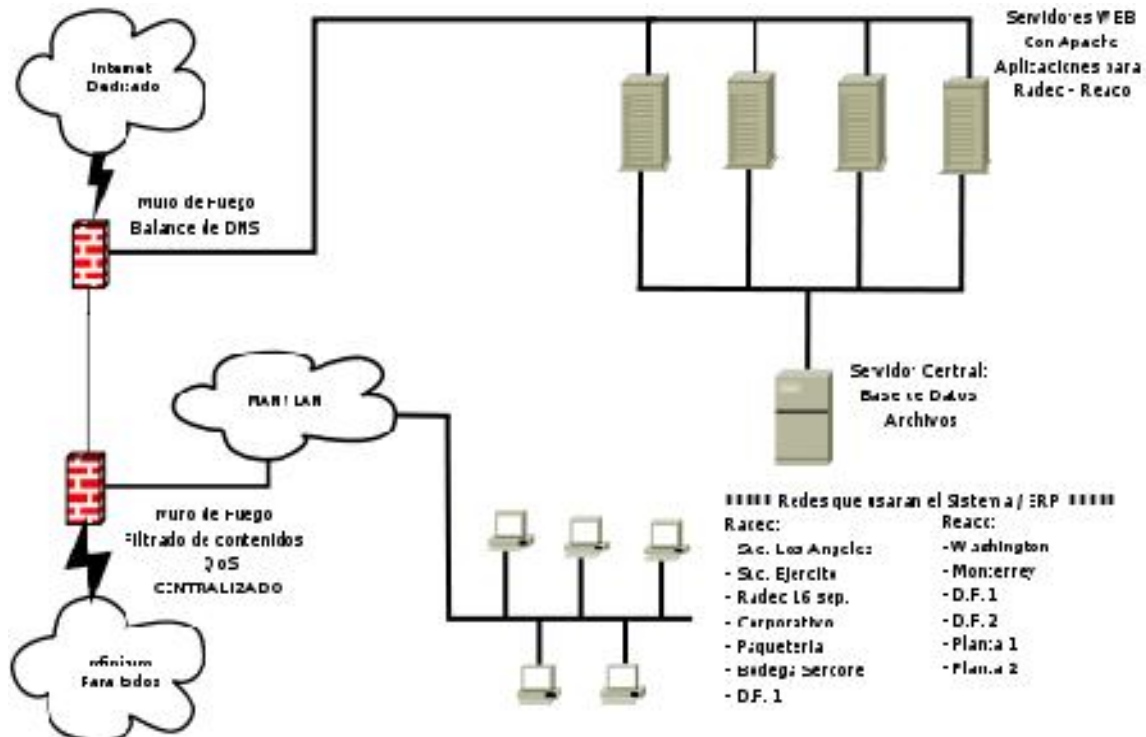 Internet
Dedicado
Muro de Fuego
Balance de DNS
Servidores WEB
Con Apache
Aplicaciones para
Radec - Reaco
Servidor Central:
Base de Datos
Archivos
LAN
Muro de Fuego
Filtrado de contenidos
QoS
CENTRALIZADO
Para todos
Redes que usaran el Sistema / ERP
Radec:
Suc. Los Angeles
- Suc. Ejercito
- Radec 16 sep.
- Corporativo
- Paqueteria
- Bodega Sercore
- D.F. 1
Reaco:
- Washington
- Monterrey
- D.F. 1
- D.F. 2
- Planta 1
- Planta 2